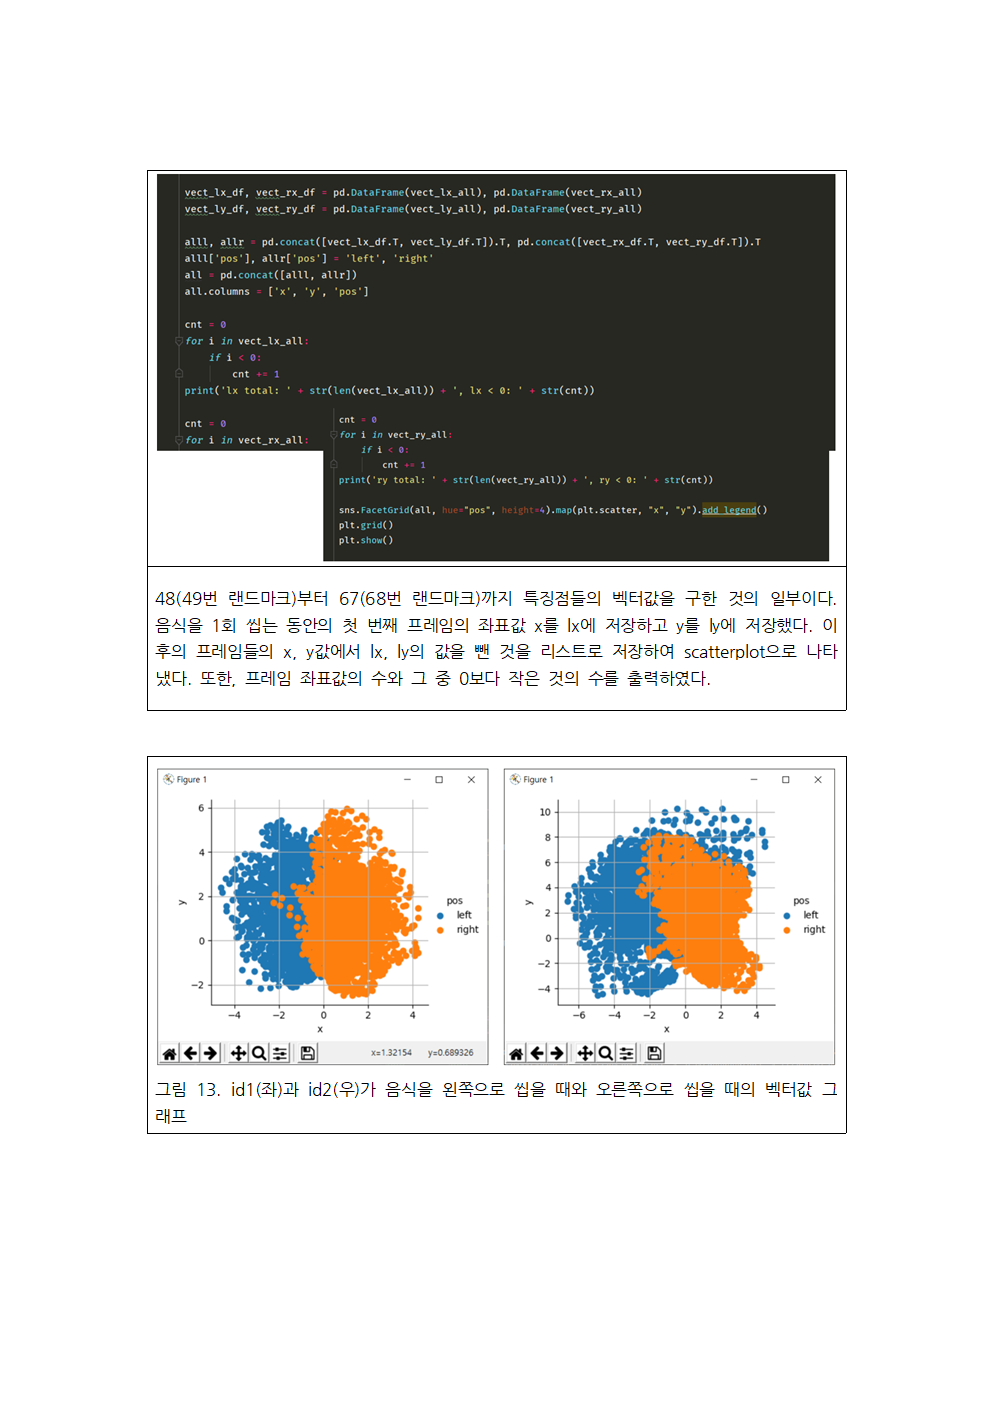 vect_lx_df, vect_rx_df = pd.DataFrame(vect_lx_all), pd.DataFrame(vect_rx_all)
vect_ly_df, vect_ry_df = pd.DataFrame(vect_ly_all), pd.DataFrame(vect_ry_all)
alll, allr = pd.concat([vect_lx_df.T, vect_ly_df.T]).T, pd.concat([vect_rx_df.T, vect_ry_df.T]).T
alll['pos'], allr['pos'] = 'left', 'right'
all = pd.concat([alll, allr])
all.columns = ['x', 'y', 'pos']
cnt = 0
for i in vect_lx_all:
if i < 0:
cnt += 1
print('lx total: ' + str(len(vect_lx_all)) + ', lx < 0: ' + str(cnt))
cnt = 0
for i in vect_rx_all:
cnt = 0
for i in vect_ry_all:
if i < 0:
cnt += 1
print('ry total: ' + str(len(vect_ry_all)) + ', ry < 0: ' + str(cnt))
sns.FacetGrid(all, hue="pos", height=4).map(plt.scatter, "x", "y").add_legend()
plt.grid()
plt.show()
48(49번 랜드마크)부터 67(68번 랜드마크)까지 특징점들의 벡터값을 구한 것의 일부이다.
음식을 1회 씹는 동안의 첫 번째 프레임의 좌표값 x를 lx에 저장하고 y를 ly에 저장했다. 이
후의 프레임들의 x, y값에서 lx, ly의 값을 뺀 것을 리스트로 저장하여 scatterplot으로 나타
냈다. 또한, 프레임 좌표값의 수와 그 중 0보다 작은 것의 수를 출력하였다.
Figure 1
6
4
2
0
−2
y
−4 −2 0 2 4
x
pos
left
right
x=1.32154 y=0.689326
Figure 1
10
8
6
4
2
0
−2
−4
y
−6 −4 −2 0 2 4
x
pos
left
right
그림 13. id1(좌)과 id2(우)가 음식을 왼쪽으로 씹을 때와 오른쪽으로 씹을 때의 벡터값 그
래프